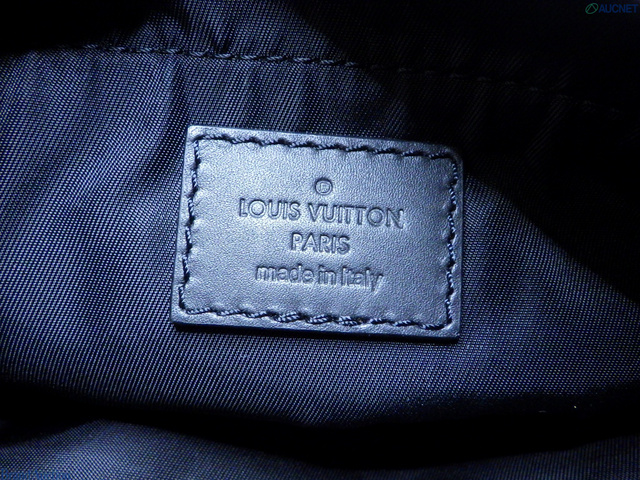 AUCNET
®
LOUIS VUITTON
PARIS
made in Italy